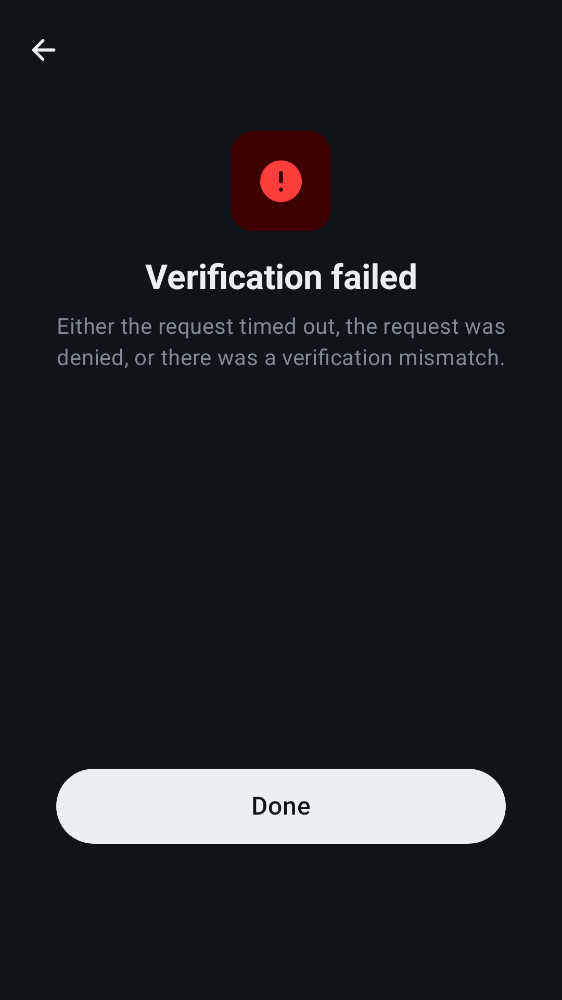 Verification failed
Either the request timed out, the request was
denied, or there was a verification mismatch.
Done